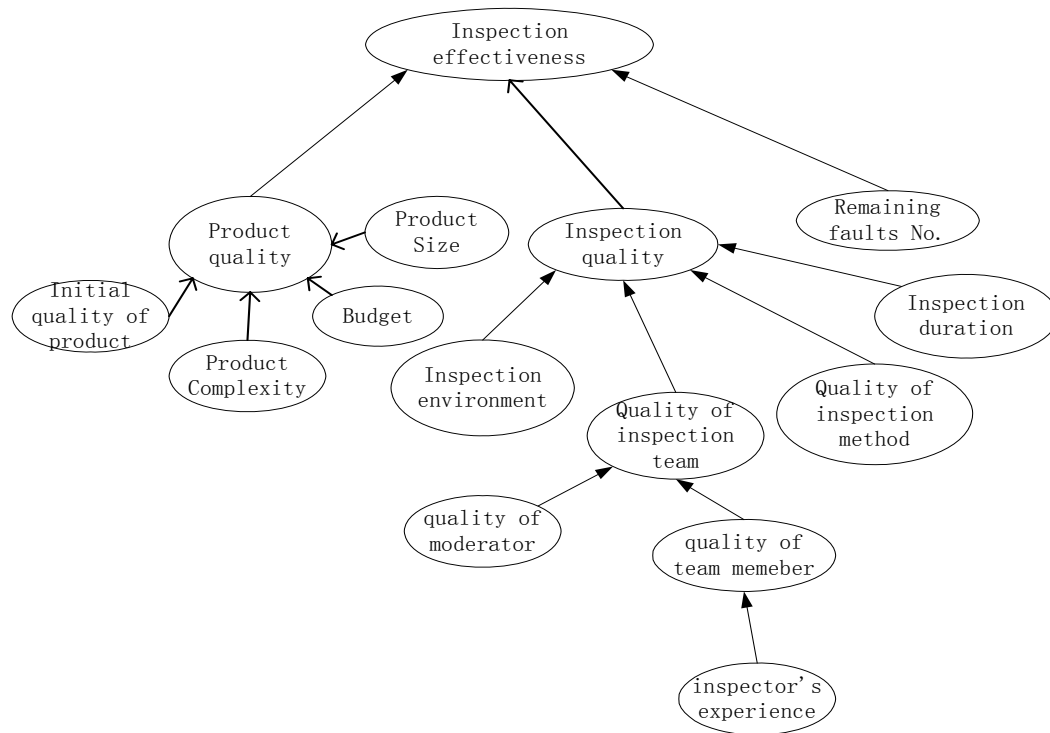 Inspection
effectiveness
Product
quality
Product
Size
Inspection
quality
Remaining
faults No.
Initial
quality of
product
Budget
Inspection
duration
Product
Complexity
Inspection
environment
Quality of
inspection
team
Quality of
inspection
method
quality of
moderator
quality of
team memeber
inspector's
experience